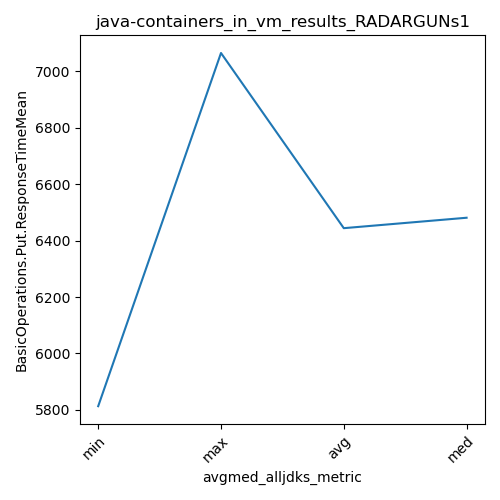 java-containers_in_vm_results_RADARGUNs1
BasicOperations.Put.ResponseTimeMean
7000
6800
6600
6400
6200
6000
5800
min
max
avg
med
avgmed_alljdks_metric